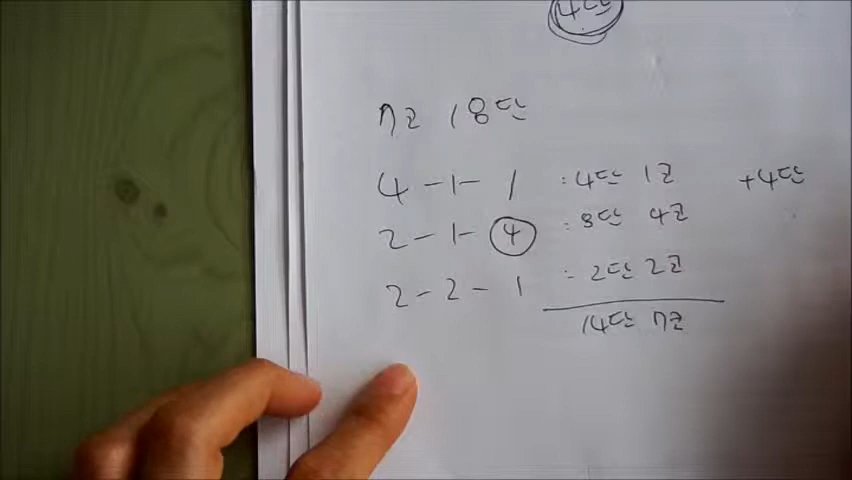 4단
7코 18단
4-1-1 :4단 1코 +4단
2-1-4 :8단 4코
2-2-1 :2단 2코
14단 7코